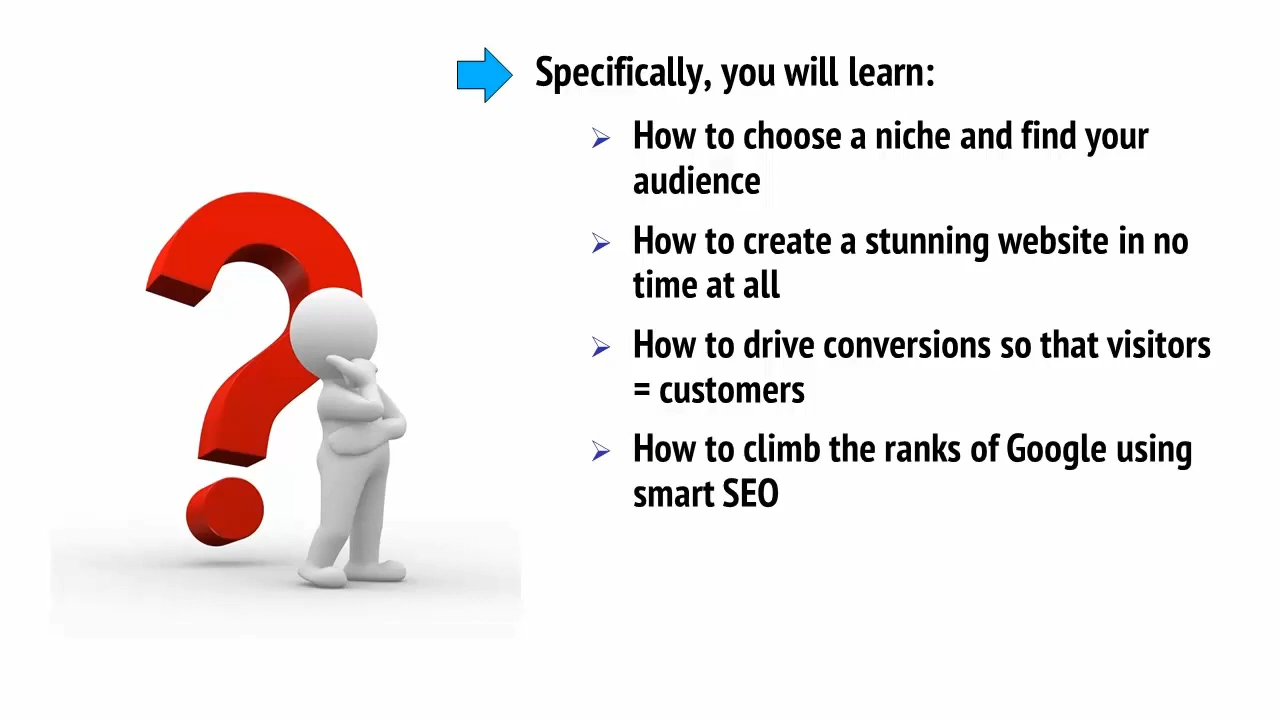 Specifically, you will learn:
How to choose a niche and find your
audience
How to create a stunning website in no
time at all
How to drive conversions so that visitors
= customers
How to climb the ranks of Google using
smart SEO